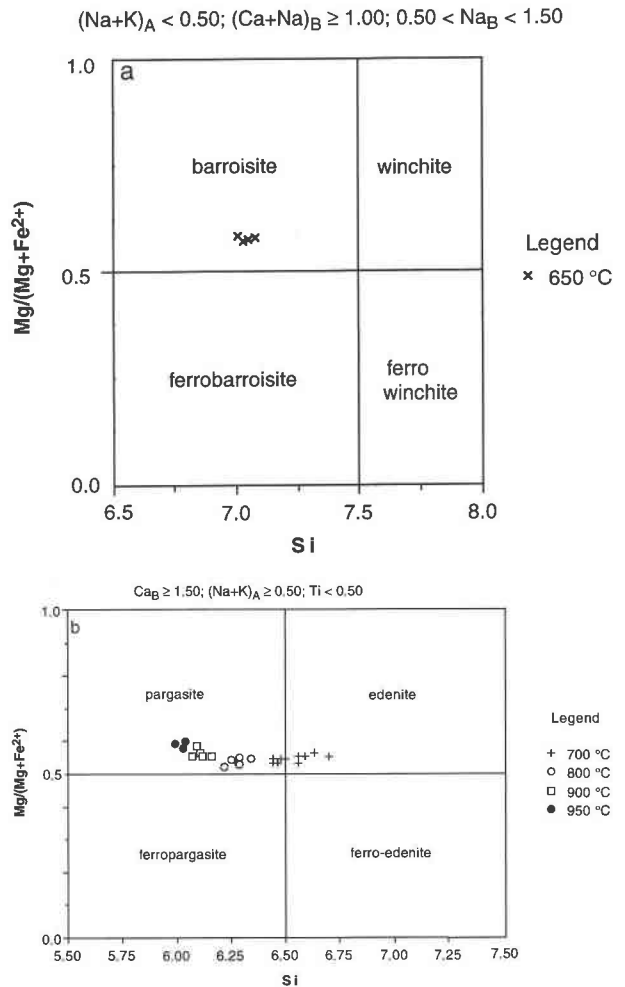 (Na+K)A < 0.50; (Ca+Na)B ≥ 1.00; 0.50 < NaB < 1.50
1.0
a
barroisite
winchite
Mg/(Mg+Fe2+)
Legend
× 650 °C
0.5
ferrobarroisite
ferro
winchite
0.0
6.5
7.0
7.5
8.0
Si
CaB ≥ 1.50; (Na+K)A ≥ 0.50; Ti < 0.50
1.0
b
pargasite
edenite
Mg/(Mg+Fe2+)
Legend
+ 700 °C
○ 800 °C
□ 900 °C
● 950 °C
0.5
ferropargasite
ferro-edenite
0.0
5.50
5.75
6.00
6.25
6.50
6.75
7.00
7.25
7.50
Si